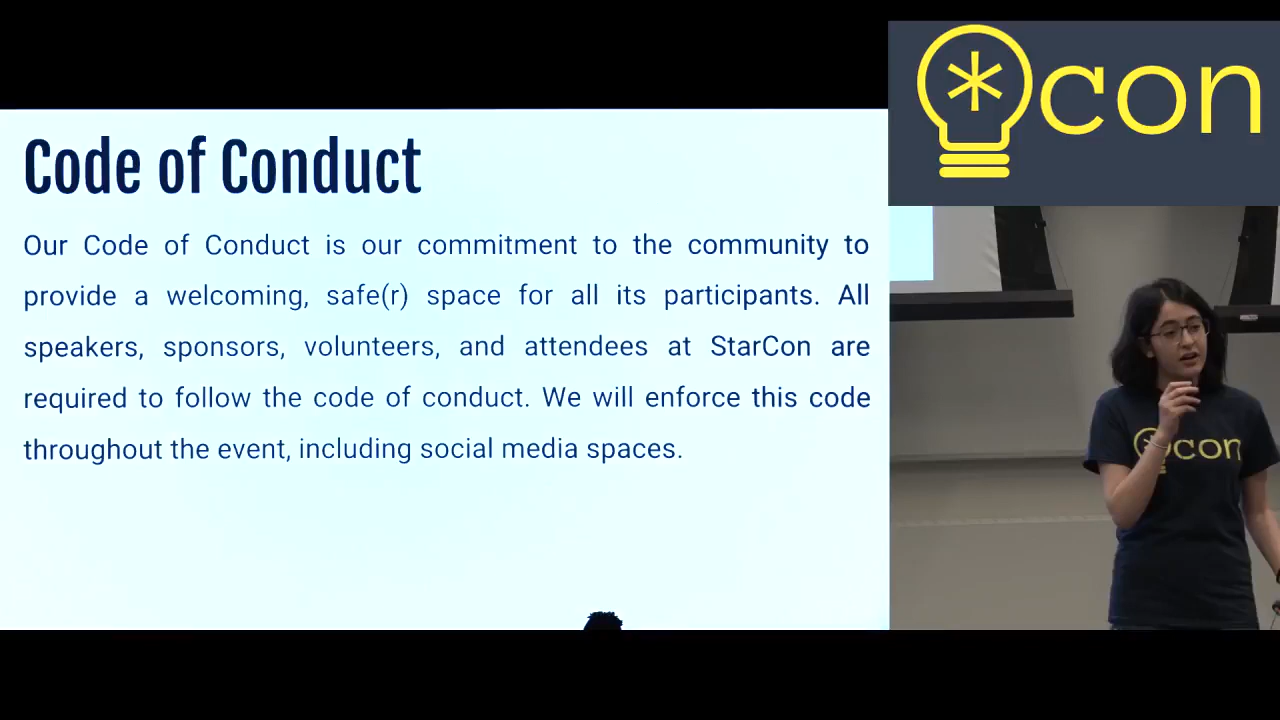 Code of Conduct
Our Code of Conduct is our commitment to the community to
provide a welcoming, safe(r) space for all its participants. All
speakers, sponsors, volunteers, and attendees at StarCon are
required to follow the code of conduct. We will enforce this code
throughout the event, including social media spaces.
*con
*con